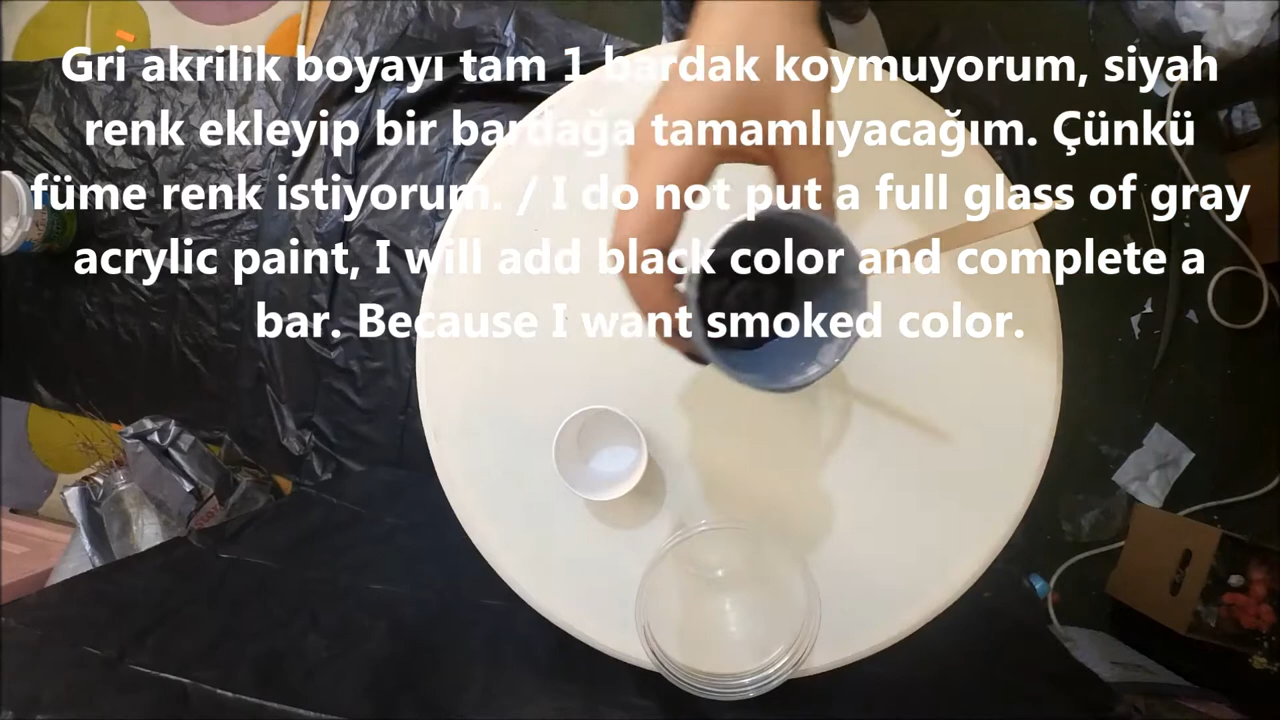 Gri akrilik boyayı tam 1 bardak koymuyorum, siyah
renk ekleyip bir bardağa tamamlıyacağım. Çünkü
füme renk istiyorum. / I do not put a full glass of gray
acrylic paint, I will add black color and complete a
bar. Because I want smoked color.